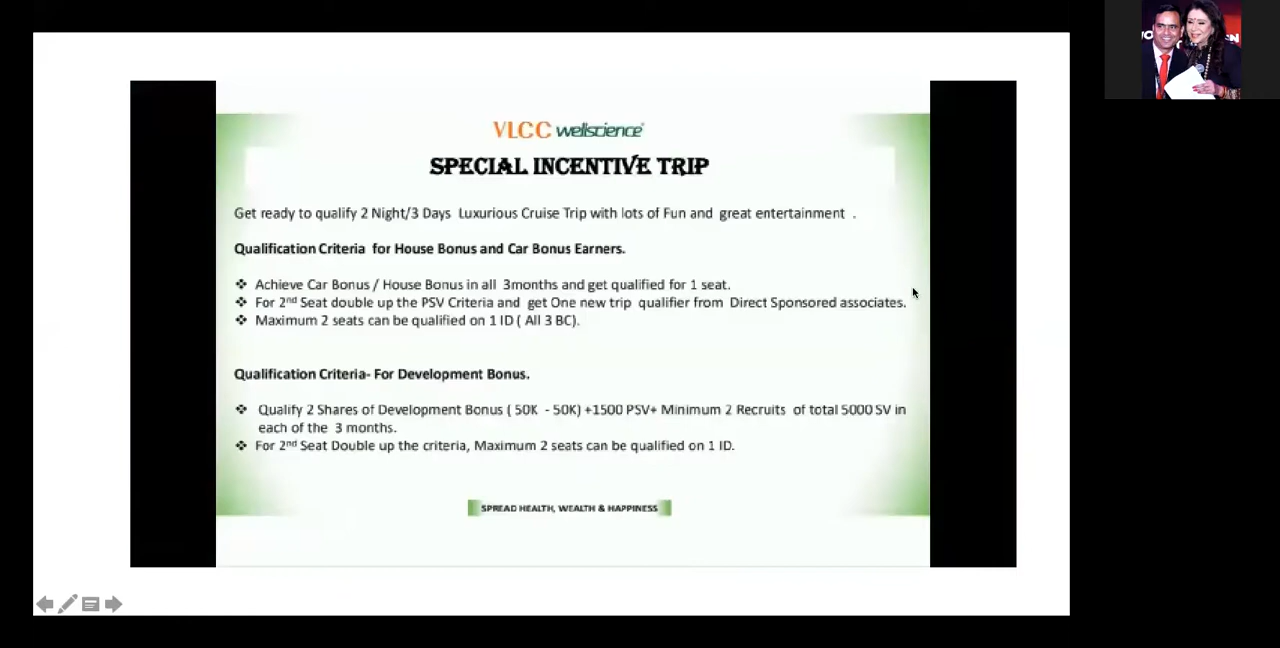 VLCC wellscience
SPECIAL INCENTIVE TRIP
Get ready to qualify 2 Night/3 Days Luxurious Cruise Trip with lots of Fun and great entertainment .
Qualification Criteria for House Bonus and Car Bonus Earners.
❖ Achieve Car Bonus / House Bonus in all 3months and get qualified for 1 seat.
❖ For 2nd Seat double up the PSV Criteria and get One new trip qualifier from Direct Sponsored associates.
❖ Maximum 2 seats can be qualified on 1 ID ( All 3 BC).
Qualification Criteria- For Development Bonus.
❖ Qualify 2 Shares of Development Bonus ( 50K - 50K) +1500 PSV+ Minimum 2 Recruits of total 5000 SV in
each of the 3 months.
❖ For 2nd Seat Double up the criteria, Maximum 2 seats can be qualified on 1 ID.
SPREAD HEALTH, WEALTH & HAPPINESS